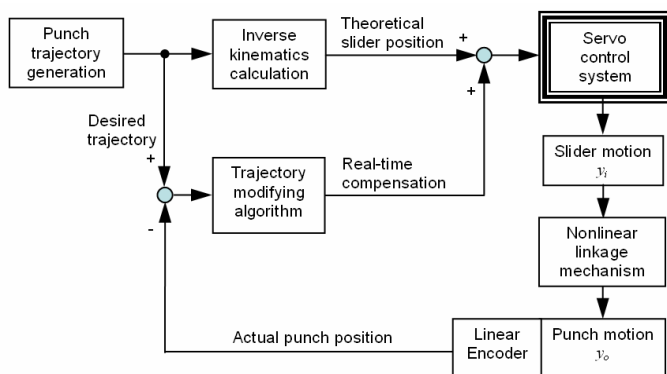 Punch
trajectory
generation
Inverse
kinematics
calculation
Theoretical
slider position
+
+
Servo
control
system
Desired
trajectory
+
-
Trajectory
modifying
algorithm
Real-time
compensation
Slider motion
yi
Nonlinear
linkage
mechanism
Actual punch position
Linear
Encoder
Punch motion
yo